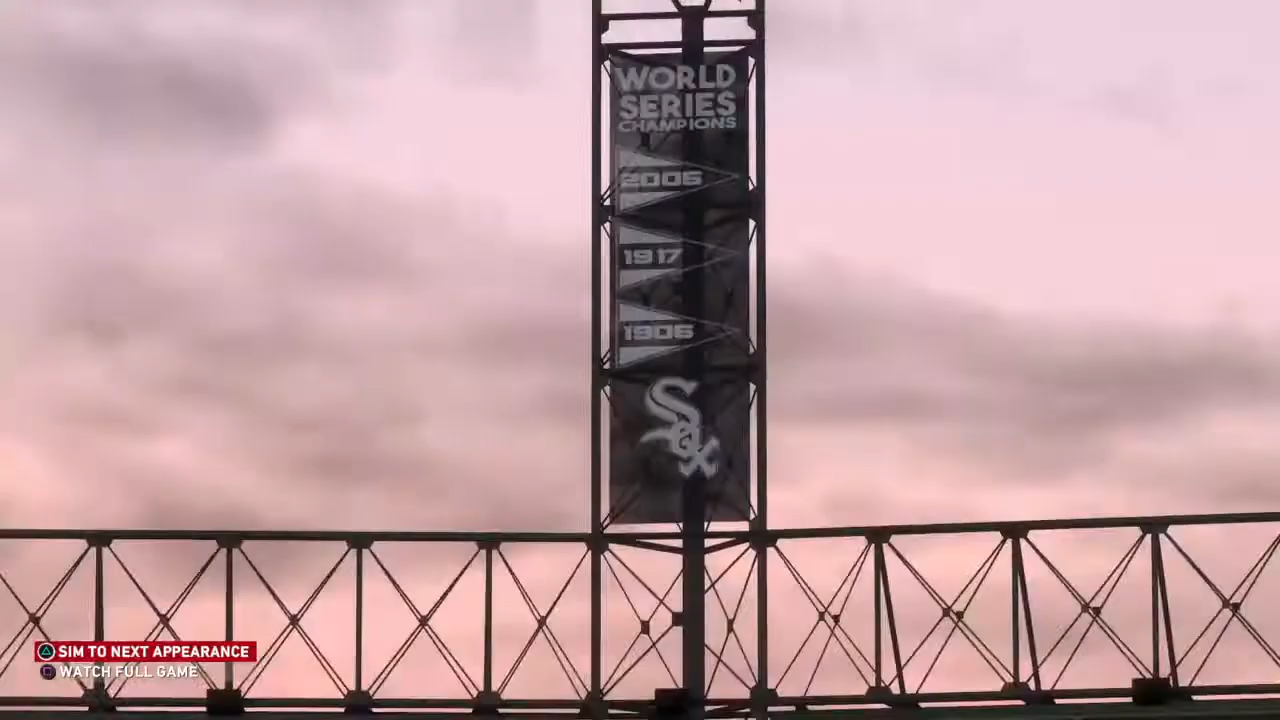 WORLD
SERIES
CHAMPIONS
2005
1917
1906
Sox
SIM TO NEXT APPEARANCE
WATCH FULL GAME